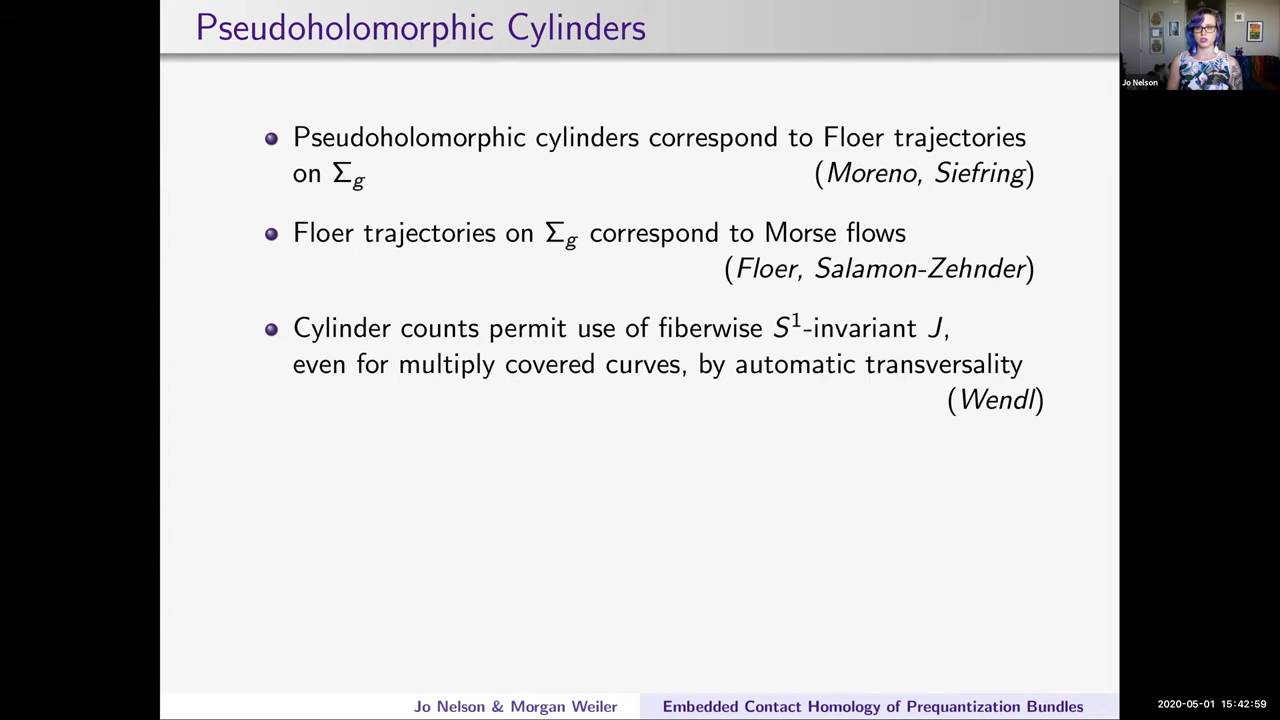 Pseudoholomorphic Cylinders
Jo Nelson
Pseudoholomorphic cylinders correspond to Floer trajectories
on Σg (Moreno, Siefring)
Floer trajectories on Σg correspond to Morse flows
(Floer, Salamon-Zehnder)
Cylinder counts permit use of fiberwise S¹-invariant J,
even for multiply covered curves, by automatic transversality
(Wendl)
Jo Nelson & Morgan Weiler Embedded Contact Homology of Prequantization Bundles
2020-05-01 15:42:59